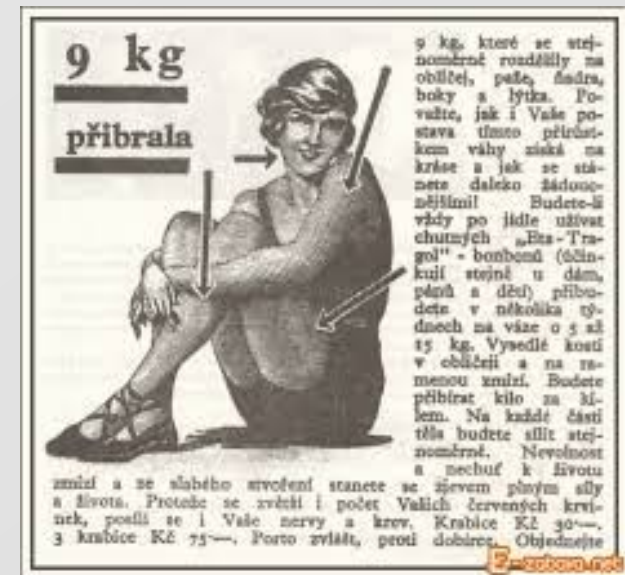 9 kg
přibrala
9 kg, které se stej-
noměrně rozdělily na
obličej, paže, ňadra,
boky a lýtka. Po-
važte, jak i Vaše po-
stava tímto přírůst-
kem váhy získá na
kráse a jak se sta-
nete daleko žádouc-
nějšími! Budete-li
vždy po jídle užívat
chutných „Eta-Tra-
gol" - bonbonů (účin-
kují stejně u dam,
pánů a dětí) přibu-
dete v několika tý-
dnech na váze o 5 až
15 kg. Vysedlé kosti
v obličeji a na ra-
menou zmizí. Budete
přibírat kilo za ki-
lem. Na každé části
těla budete sílit stej-
noměrně. Nevolnost
a nechuť k životu
zmizí a ze slabého stvoření stanete se zjevem plným síly
a života. Protože se zvětší i počet Vašich červených krvi-
nek, posílí se i Vaše nervy a krev. Krabice Kč 30·—.
3 krabice Kč 75·—. Porto zvlášť, proti dobírce. Objednejte
E-zabava.net